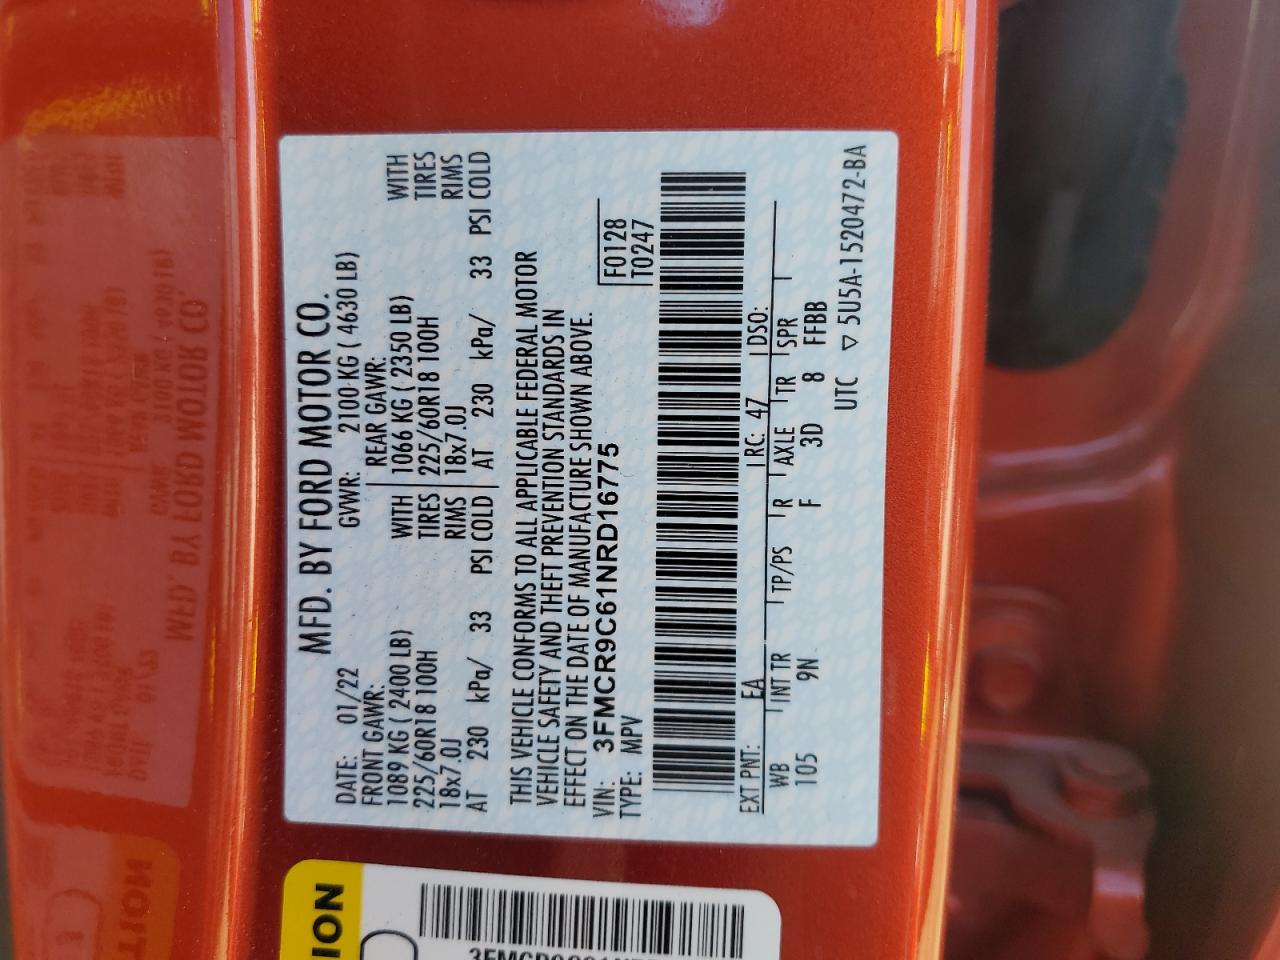 MFD. BY FORD MOTOR CO.
DATE: 01/22 GVWR: 2100 KG ( 4630 LB)
FRONT GAWR: REAR GAWR:
1089 KG ( 2400 LB) WITH 1066 KG ( 2350 LB) WITH
225/60R18 100H TIRES 225/60R18 100H TIRES
18x7.0J RIMS 18x7.0J RIMS
AT 230 kPa/ 33 PSI COLD AT 230 kPa/ 33 PSI COLD
THIS VEHICLE CONFORMS TO ALL APPLICABLE FEDERAL MOTOR
VEHICLE SAFETY AND THEFT PREVENTION STANDARDS IN
EFFECT ON THE DATE OF MANUFACTURE SHOWN ABOVE.
VIN: 3FMCR9C61NRD16775 F0128
TYPE: MPV T0247
EXT PNT: EA RC: 47 DSO:
WB INT TR TP/PS R AXLE TR SPR
105 9N F 3D 8 FFBB
UTC ▽ 5U5A-1520472-BA
ION